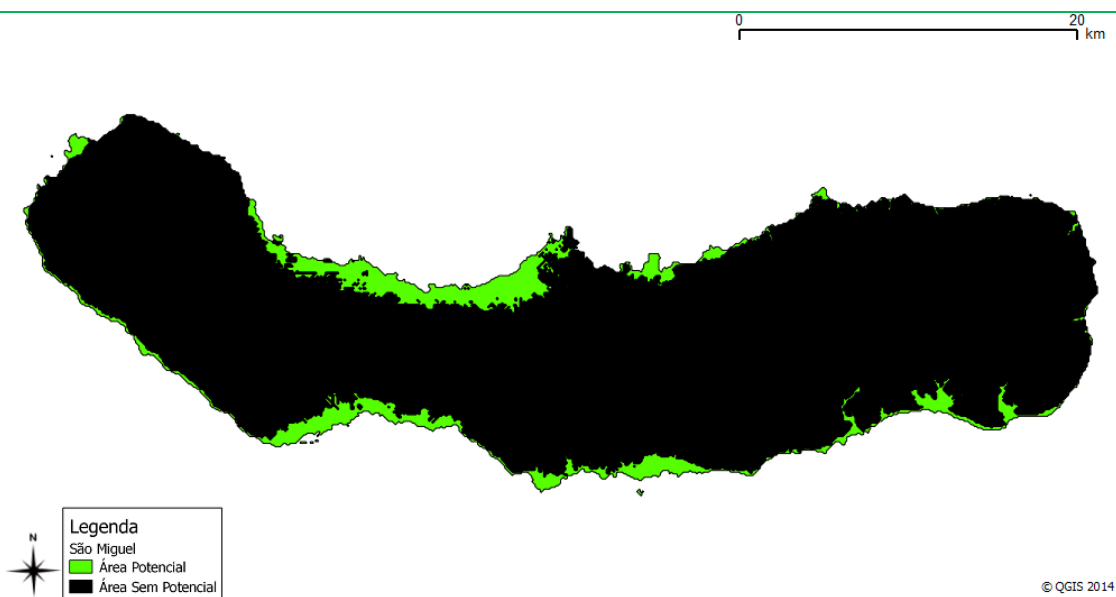 0 20
km
N
Legenda
São Miguel
Área Potencial
Área Sem Potencial
© QGIS 2014